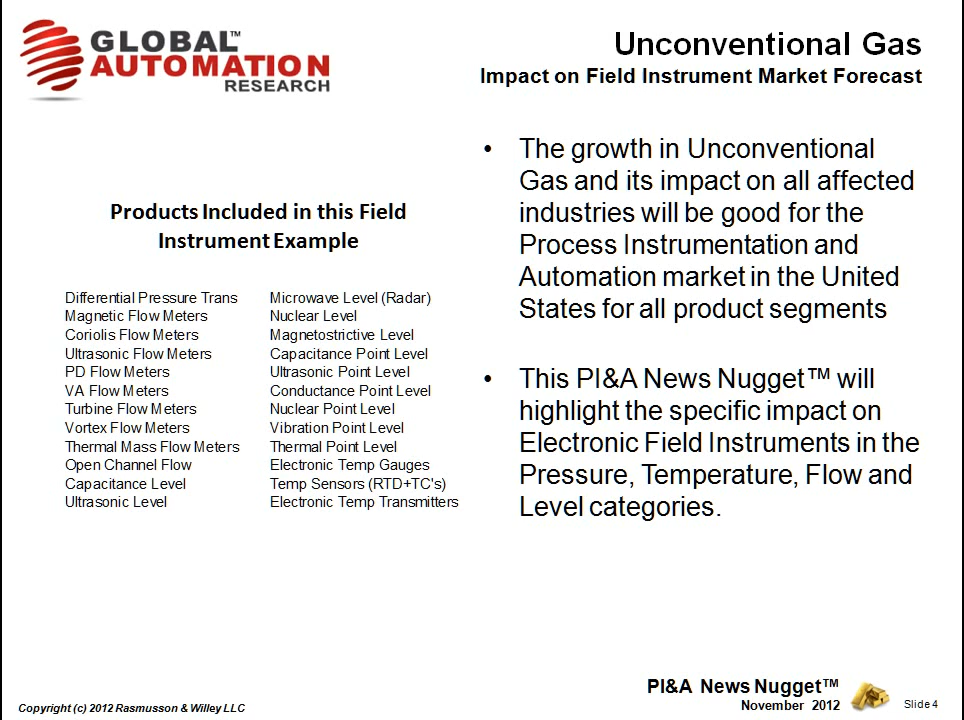 GLOBAL™
AUTOMATION
RESEARCH
Unconventional Gas
Impact on Field Instrument Market Forecast
Products Included in this Field
Instrument Example
Differential Pressure Trans
Magnetic Flow Meters
Coriolis Flow Meters
Ultrasonic Flow Meters
PD Flow Meters
VA Flow Meters
Turbine Flow Meters
Vortex Flow Meters
Thermal Mass Flow Meters
Open Channel Flow
Capacitance Level
Ultrasonic Level
Microwave Level (Radar)
Nuclear Level
Magnetostrictive Level
Capacitance Point Level
Ultrasonic Point Level
Conductance Point Level
Nuclear Point Level
Vibration Point Level
Thermal Point Level
Electronic Temp Gauges
Temp Sensors (RTD+TC's)
Electronic Temp Transmitters
• The growth in Unconventional
Gas and its impact on all affected
industries will be good for the
Process Instrumentation and
Automation market in the United
States for all product segments
• This PI&A News Nugget™ will
highlight the specific impact on
Electronic Field Instruments in the
Pressure, Temperature, Flow and
Level categories.
Copyright (c) 2012 Rasmusson & Willey LLC
PI&A News Nugget™
November 2012
Slide 4